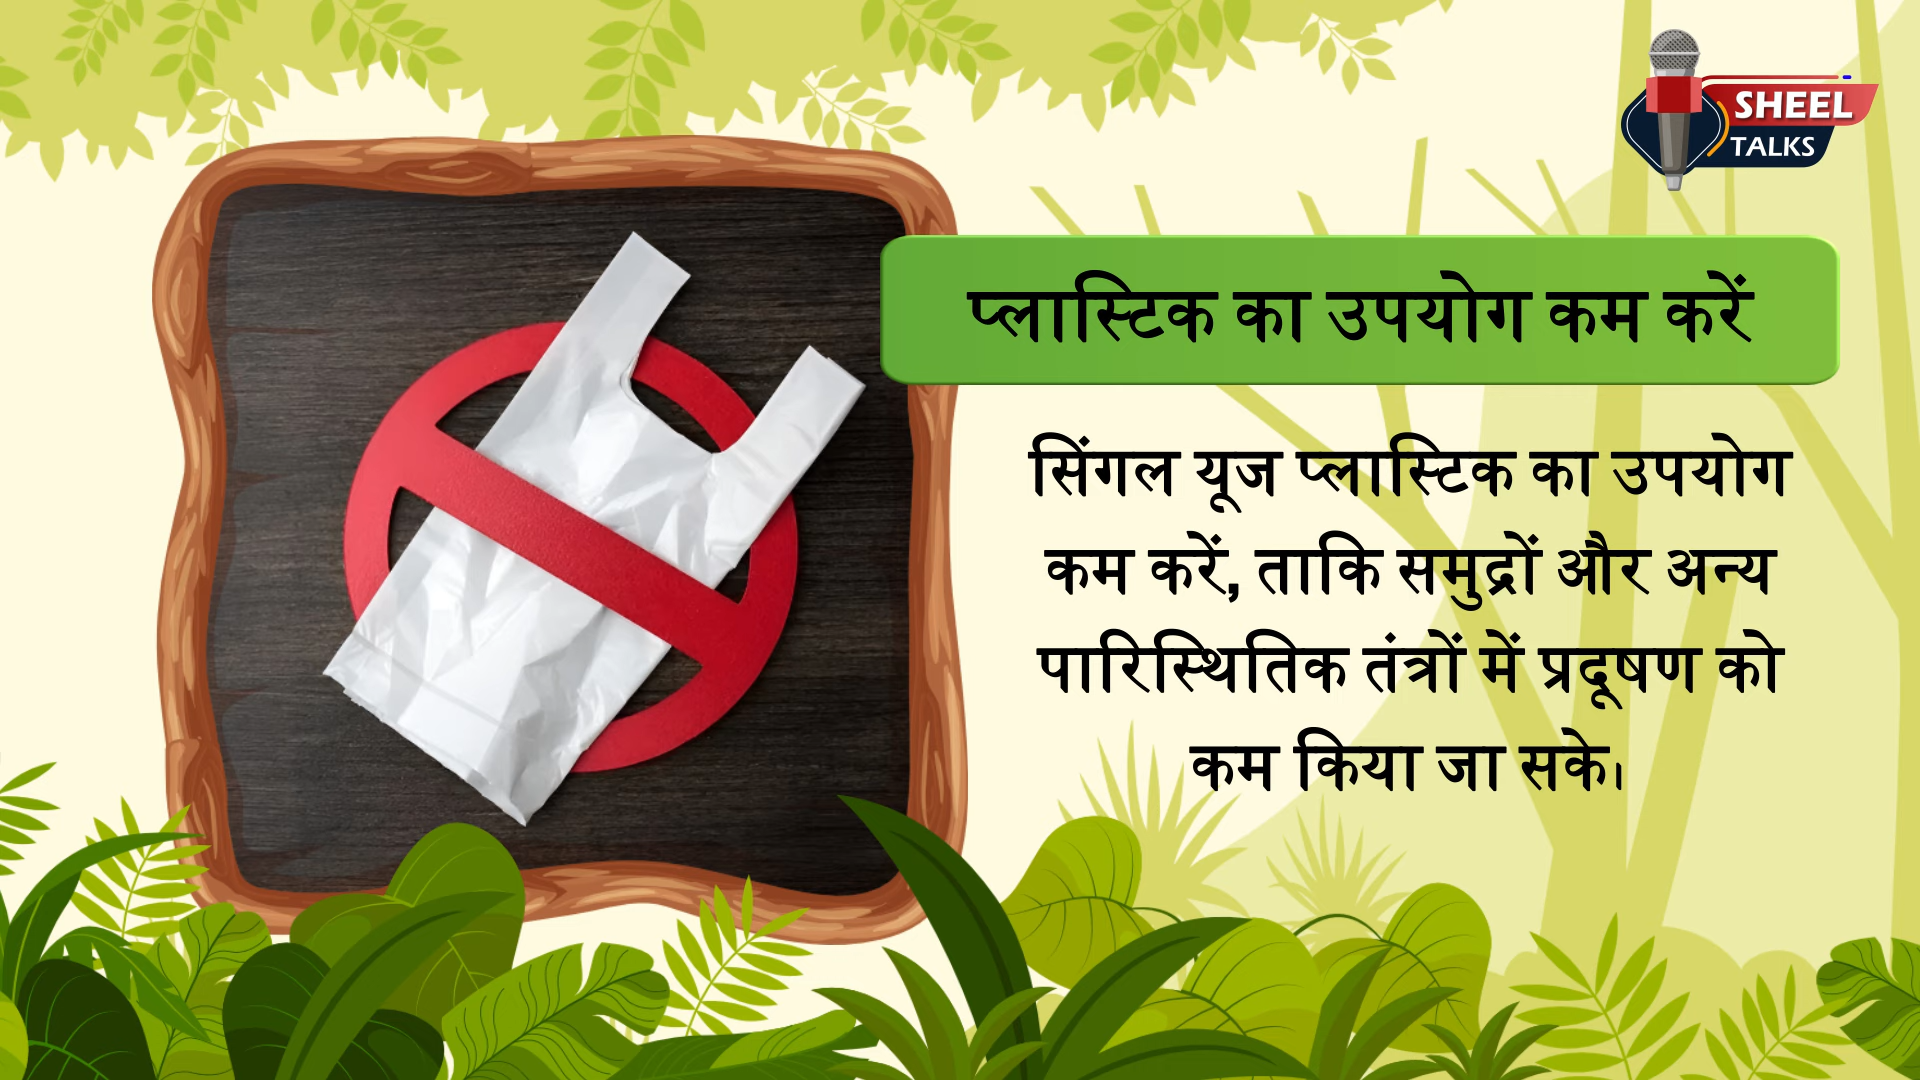 SHEEL
TALKS
प्लास्टिक का उपयोग कम करें
सिंगल यूज प्लास्टिक का उपयोग
कम करें, ताकि समुद्रों और अन्य
पारिस्थितिक तंत्रों में प्रदूषण को
कम किया जा सके।